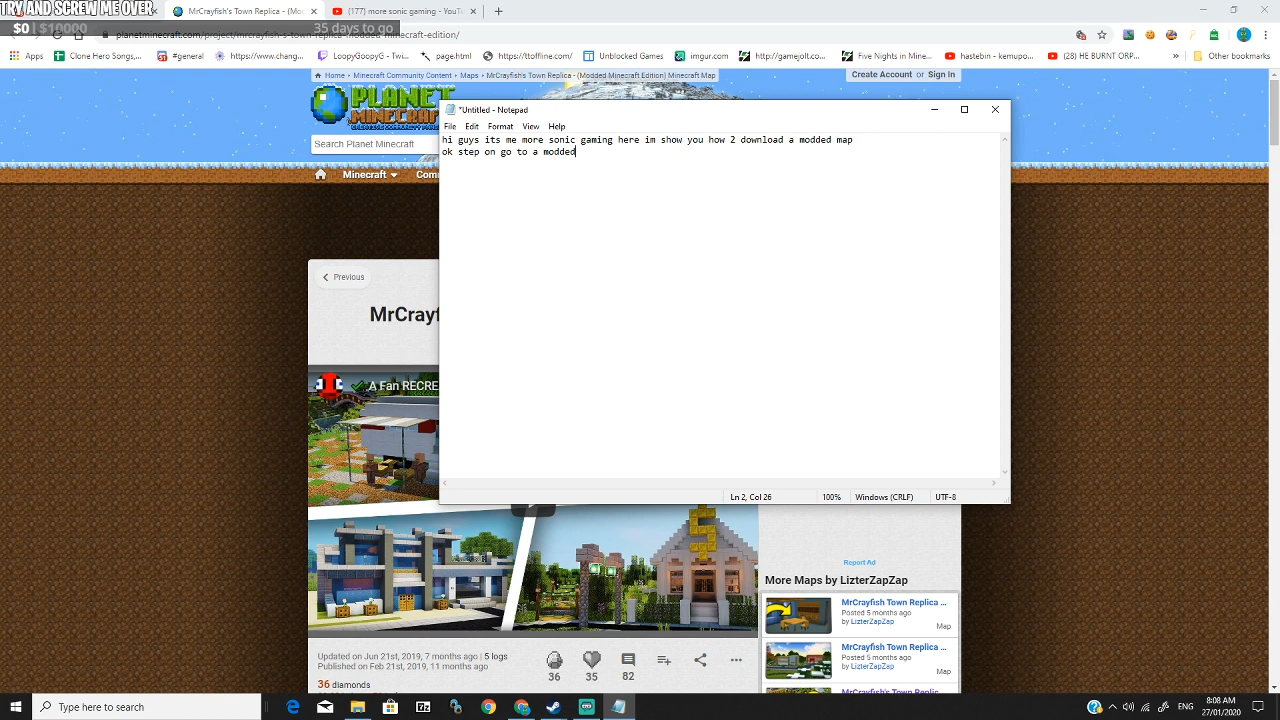 TRY AND SCREW ME OVER
MrCrayfish's Town Replica - (Moc
(177) more sonic gaming - YouT
$0 | $10000
35 days to go
planetminecraft.com/project/mrcrayfish-s-town-replica-modded-minecraft-edition/
Apps
Clone Hero Songs,...
#general
https://www.chang...
LoopyGoopyG - Twit...
page.html
https://ttoffline.com/
Unblocked Games
imgur.com
http://gamejolt.com/...
Five Nights in Mine...
hastebin - kemupo...
(28) HE BURNT ORP...
»
Other bookmarks
Home › Minecraft Community Content › Maps › MrCrayfish's Town Replica - (Modded Minecraft Edition) Minecraft Map
Create Account or Sign In
PLANET
MINECRAFT
Search Planet Minecraft
Minecraft
Com
*Untitled - Notepad
File Edit Format View Help
hi guys its me more sonic gaming here im show you how 2 download a modded map
ok step on go to a modded
Ln 2, Col 26
100%
Windows (CRLF)
UTF-8
Previous
MrCrayf
A Fan RECRE
Report Ad
More Maps by LizterZapZap
MrCrayfish Town Replica ...
Posted 5 months ago
by LizterZapZap
Map
MrCrayfish Town Replica ...
Posted 5 months ago
by LizterZapZap
Map
MrCrayfish's Town Replic...
Updated on Jun 21st, 2019, 7 months ago | 5 logs
Published on Feb 21st, 2019, 11 months ago
36 diamonds
36
35
82
Type here to search
ENG
8:08 AM
27/01/2020